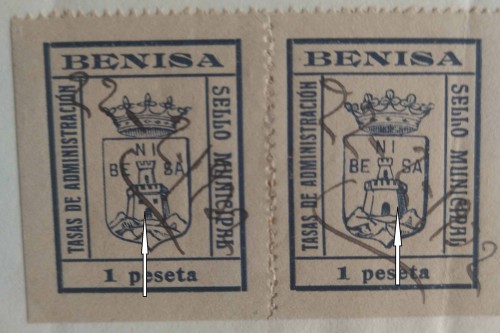 BENISA
TASAS DE ADMINISTRACIÓN
NI
BE SA
SELLO MUNICIPAL
1 peseta
BENISA
TASAS DE ADMINISTRACIÓN
NI
BE SA
SELLO MUNICIPAL
1 peseta